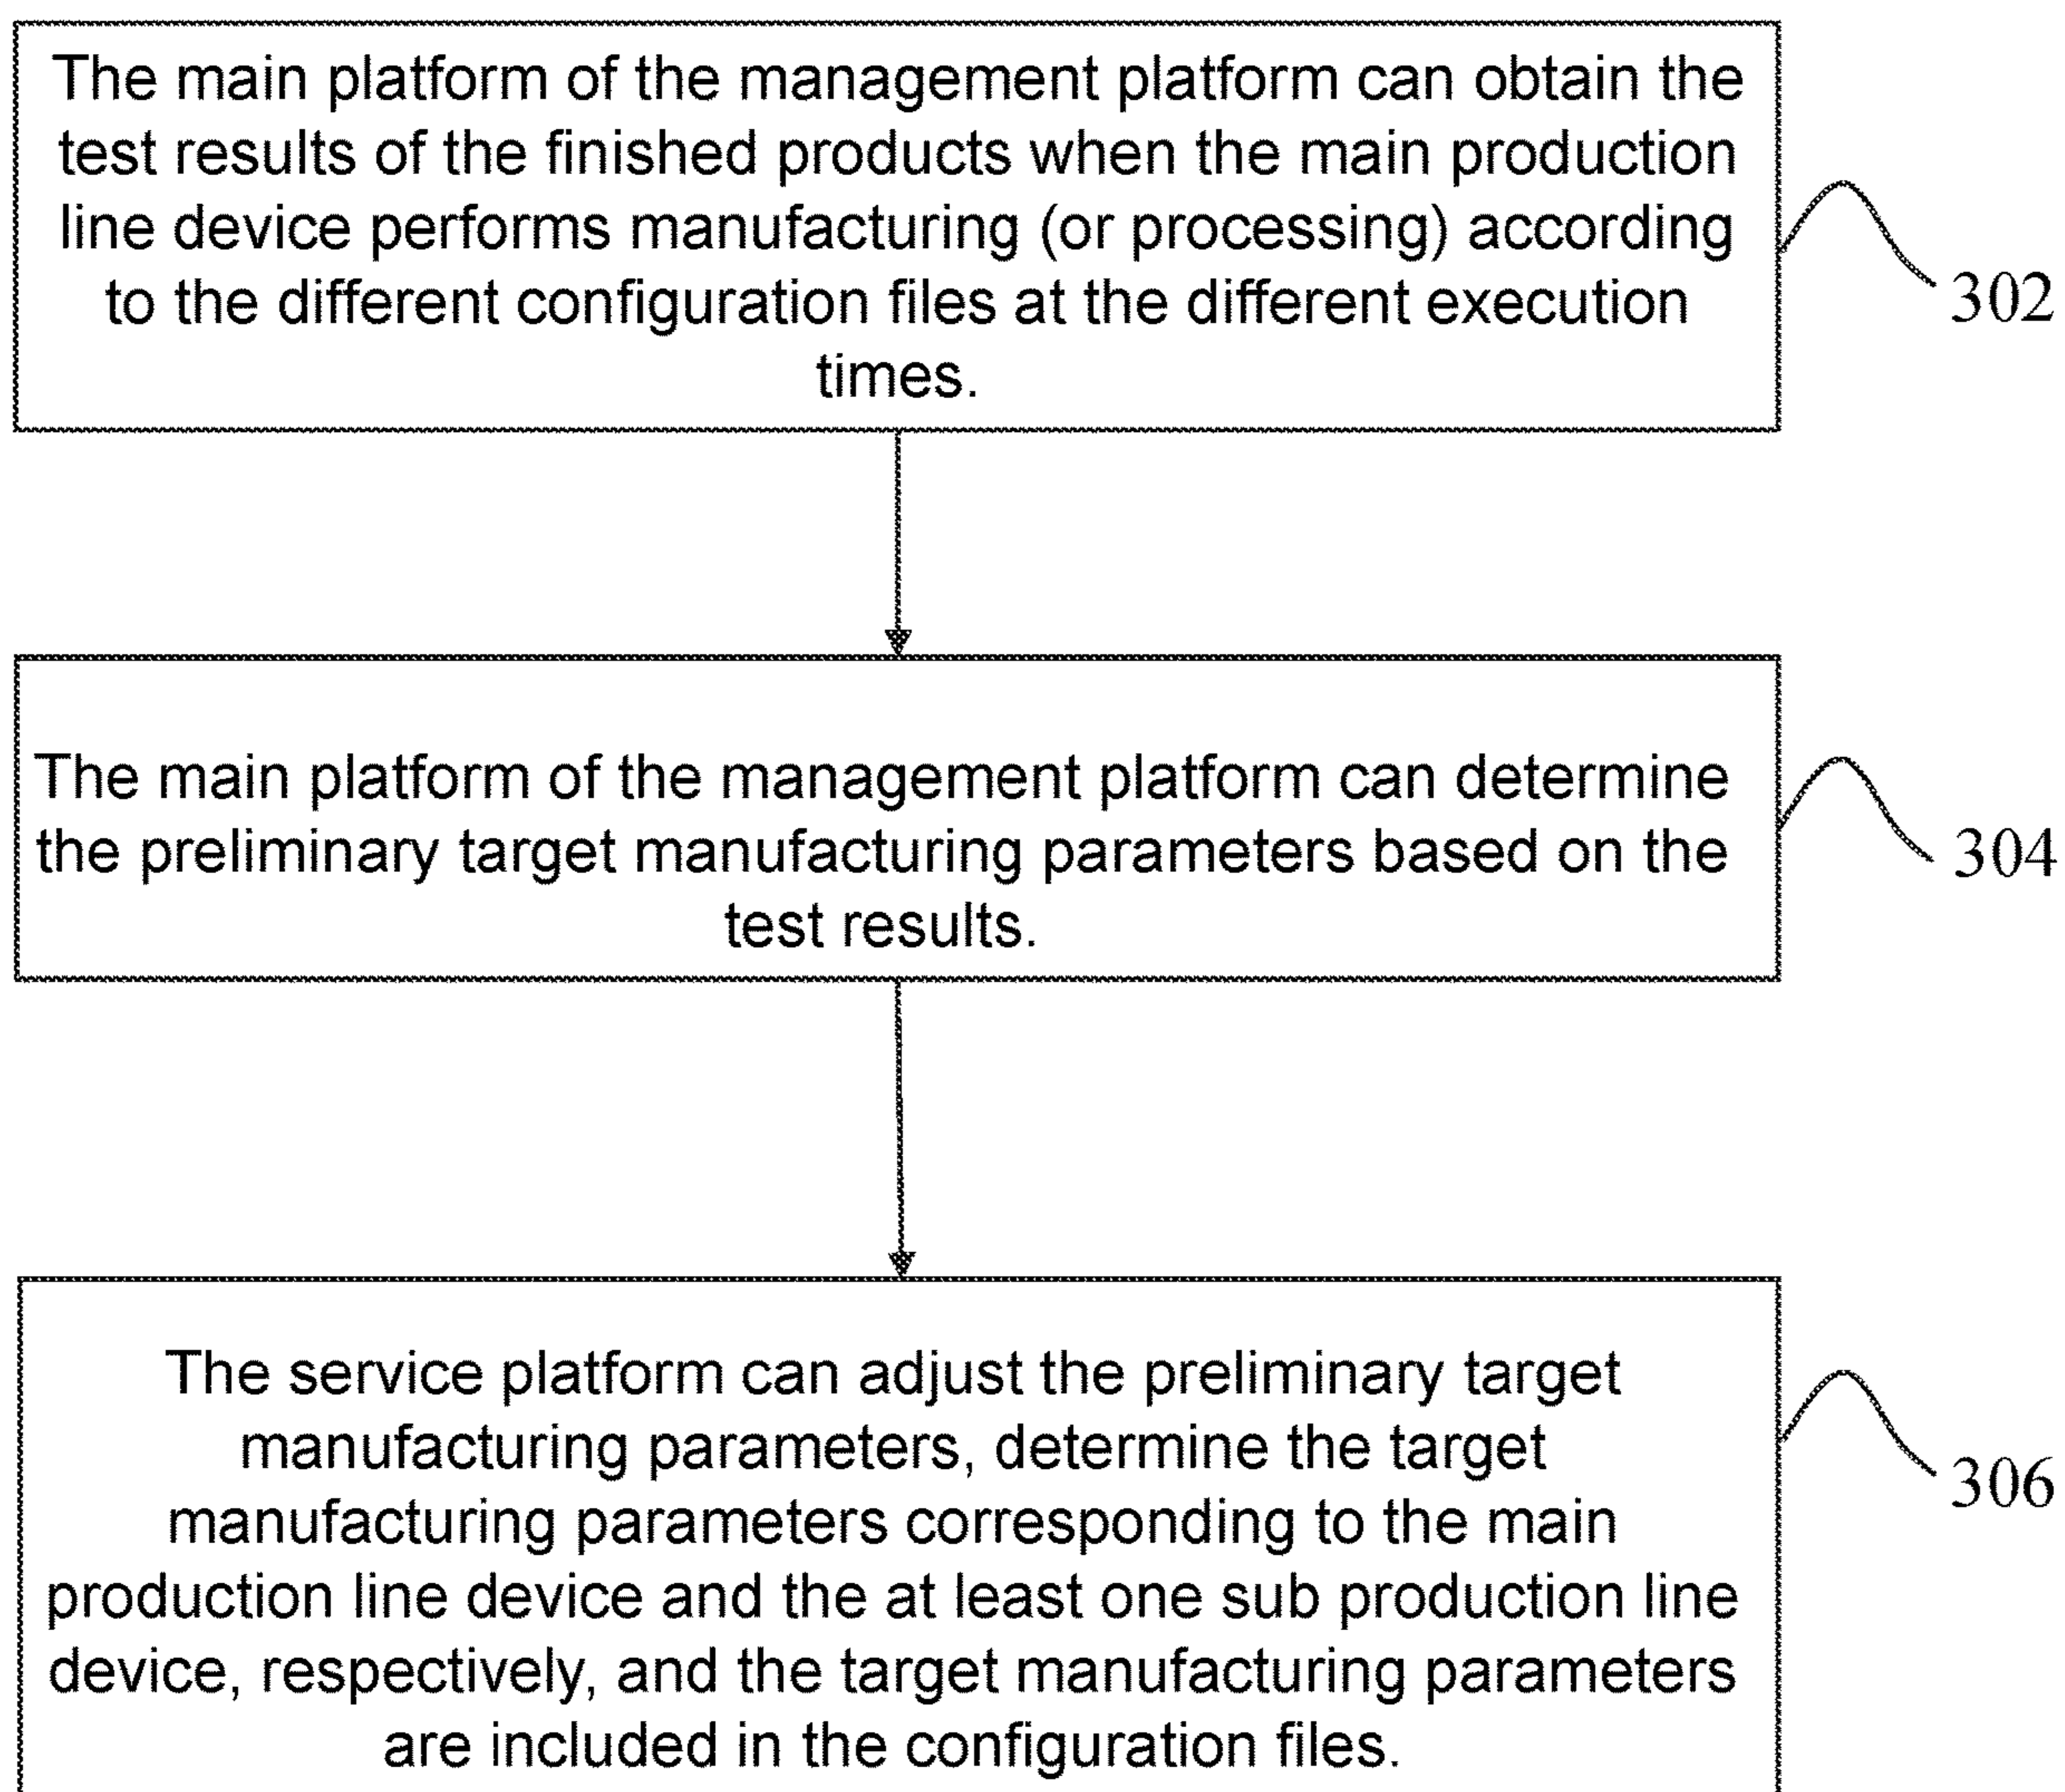 The main platform of the management platform can obtain the
test results of the finished products when the main production
line device performs manufacturing (or processing) according
to the different configuration files at the different execution
times.
302
The main platform of the management platform can determine
the preliminary target manufacturing parameters based on the
test results.
304
The service platform can adjust the preliminary target
manufacturing parameters, determine the target
manufacturing parameters corresponding to the main
production line device and the at least one sub production line
device, respectively, and the target manufacturing parameters
are included in the configuration files.
306